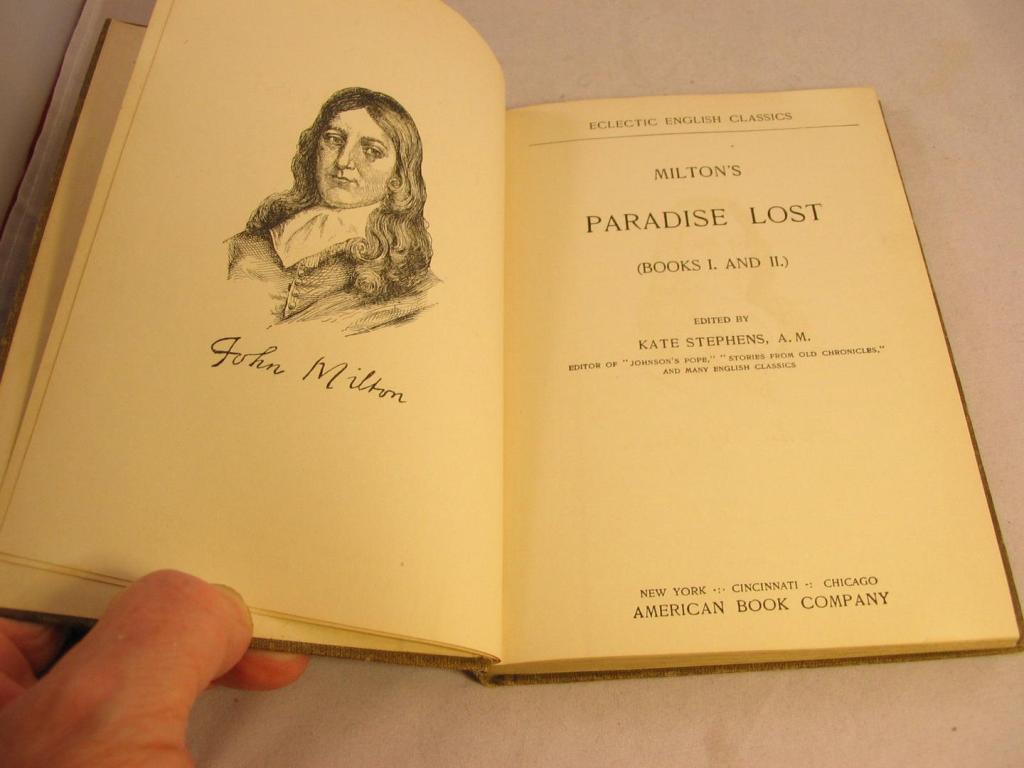 John Milton
ECLECTIC ENGLISH CLASSICS
MILTON'S
PARADISE LOST
(BOOKS I. AND II.)
EDITED BY
KATE STEPHENS, A.M.
EDITOR OF "JOHNSON'S POPE," "STORIES FROM OLD CHRONICLES,"
AND MANY ENGLISH CLASSICS
NEW YORK ·:· CINCINNATI ·:· CHICAGO
AMERICAN BOOK COMPANY